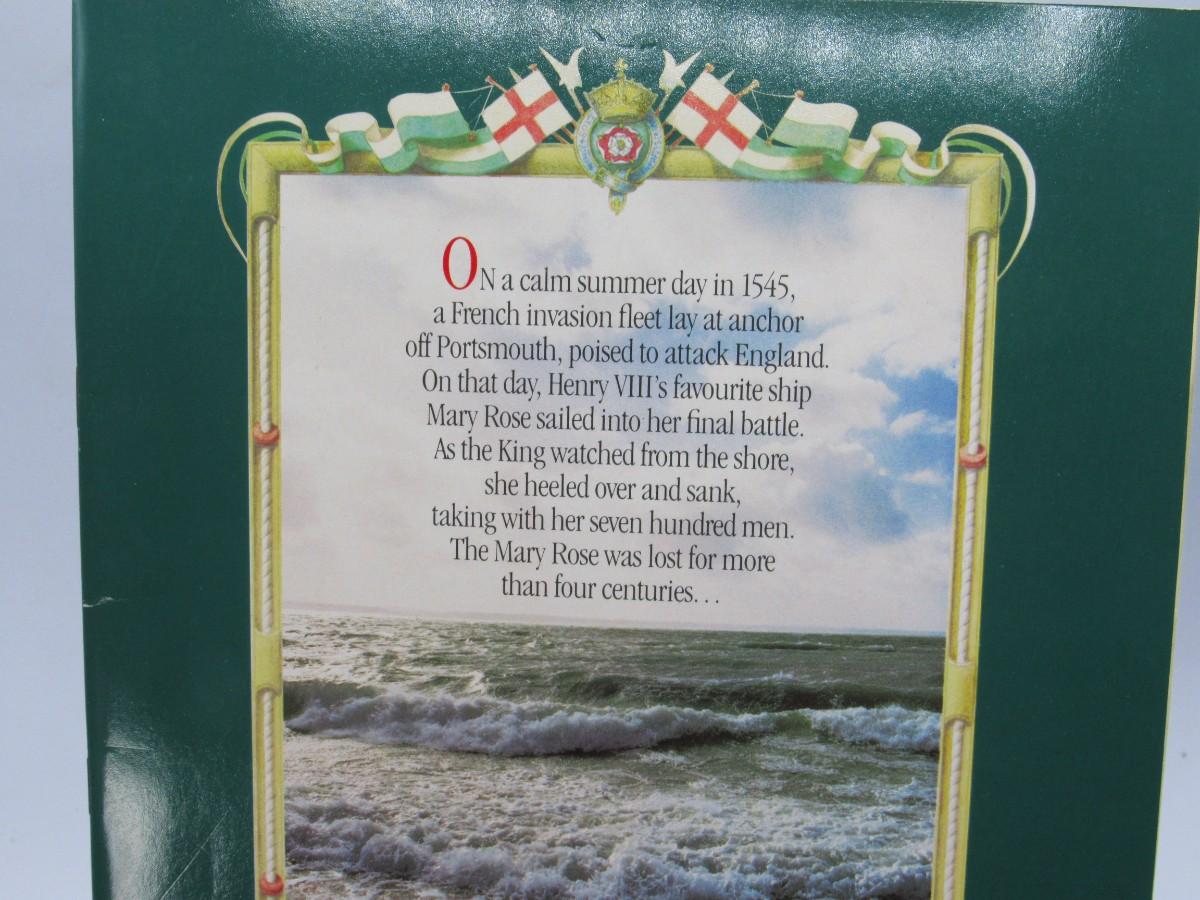 ON a calm summer day in 1545,
a French invasion fleet lay at anchor
off Portsmouth, poised to attack England.
On that day, Henry VIII's favourite ship
Mary Rose sailed into her final battle.
As the King watched from the shore,
she heeled over and sank,
taking with her seven hundred men.
The Mary Rose was lost for more
than four centuries...